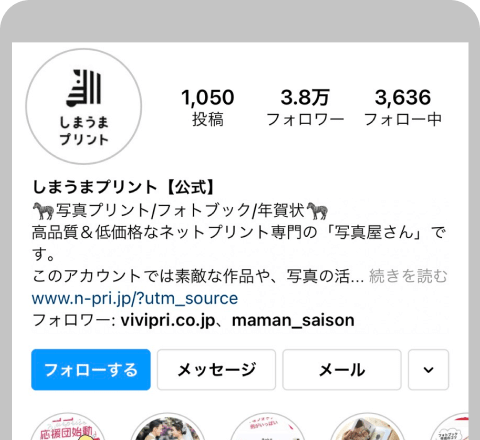 しまうま
プリント
1,050 3.8万 3,636
投稿 フォロワー フォロー中
しまうまプリント【公式】
🦓写真プリント/フォトブック/年賀状🦓
高品質＆低価格なネットプリント専門の「写真屋さん」で
す。
このアカウントでは素敵な作品や、写真の活... 続きを読む
www.n-pri.jp/?utm_source
フォロワー: vivipri.co.jp、maman_saison
フォローする メッセージ メール
応援団始動